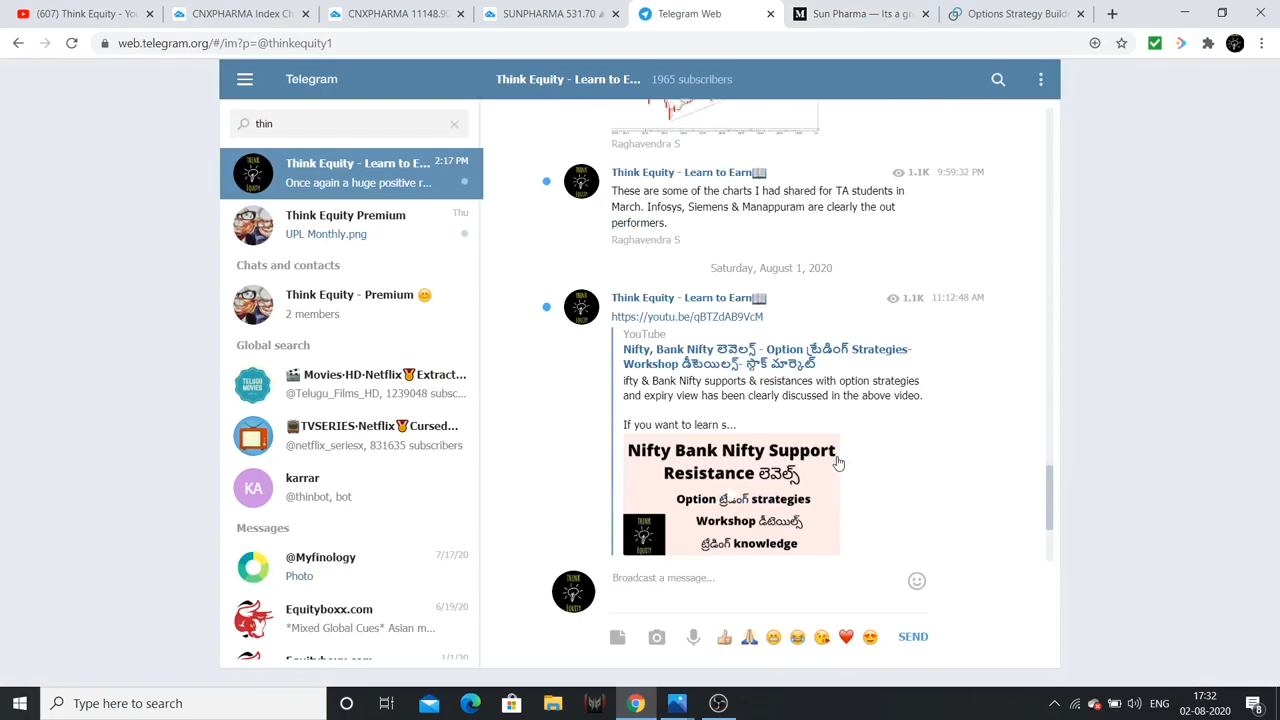 (67) YouTube
CNXPHARMA Index Ch
CNXPHARMA 11148.90
SUNPHARMA 531.70
Telegram Web
Sun Pharma — Its a gr
Options Strategy Builde
web.telegram.org/#/im?p=@thinkequity1
Telegram
Think Equity - Learn to E... 1965 subscribers
thin
Think Equity - Learn to E... 2:17 PM
Once again a huge positive r...
Think Equity Premium Thu
UPL Monthly.png
Chats and contacts
Think Equity - Premium 😊
2 members
Global search
🎬 Movies·HD·Netflix🏅Extract...
@Telugu_Films_HD, 1239048 subsc...
TVSERIES·Netflix🏅Cursed...
@netflix_seriesx, 831635 subscribers
KA
karrar
@thinbot, bot
Messages
@Myfinology 7/17/20
Photo
Equityboxx.com 6/19/20
*Mixed Global Cues* Asian m...
1/1/20
Raghavendra S
Think Equity - Learn to Earn📖 1.1K 9:59:32 PM
These are some of the charts I had shared for TA students in
March. Infosys, Siemens & Manappuram are clearly the out
performers.
Raghavendra S
Saturday, August 1, 2020
Think Equity - Learn to Earn📖 1.1K 11:12:48 AM
https://youtu.be/qBTZdAB9VcM
YouTube
Nifty, Bank Nifty లెవెల్స్ - Option ట్రేడింగ్ Strategies-
Workshop డీటెయిల్స్- స్టాక్ మార్కెట్
ifty & Bank Nifty supports & resistances with option strategies
and expiry view has been clearly discussed in the above video.
If you want to learn s...
Nifty Bank Nifty Support
Resistance లెవెల్స్
Option ట్రేడింగ్ strategies
Workshop డీటెయిల్స్
ట్రేడింగ్ knowledge
THINK
EQUITY
Broadcast a message...
SEND
Type here to search
ENG
17:32
02-08-2020
8